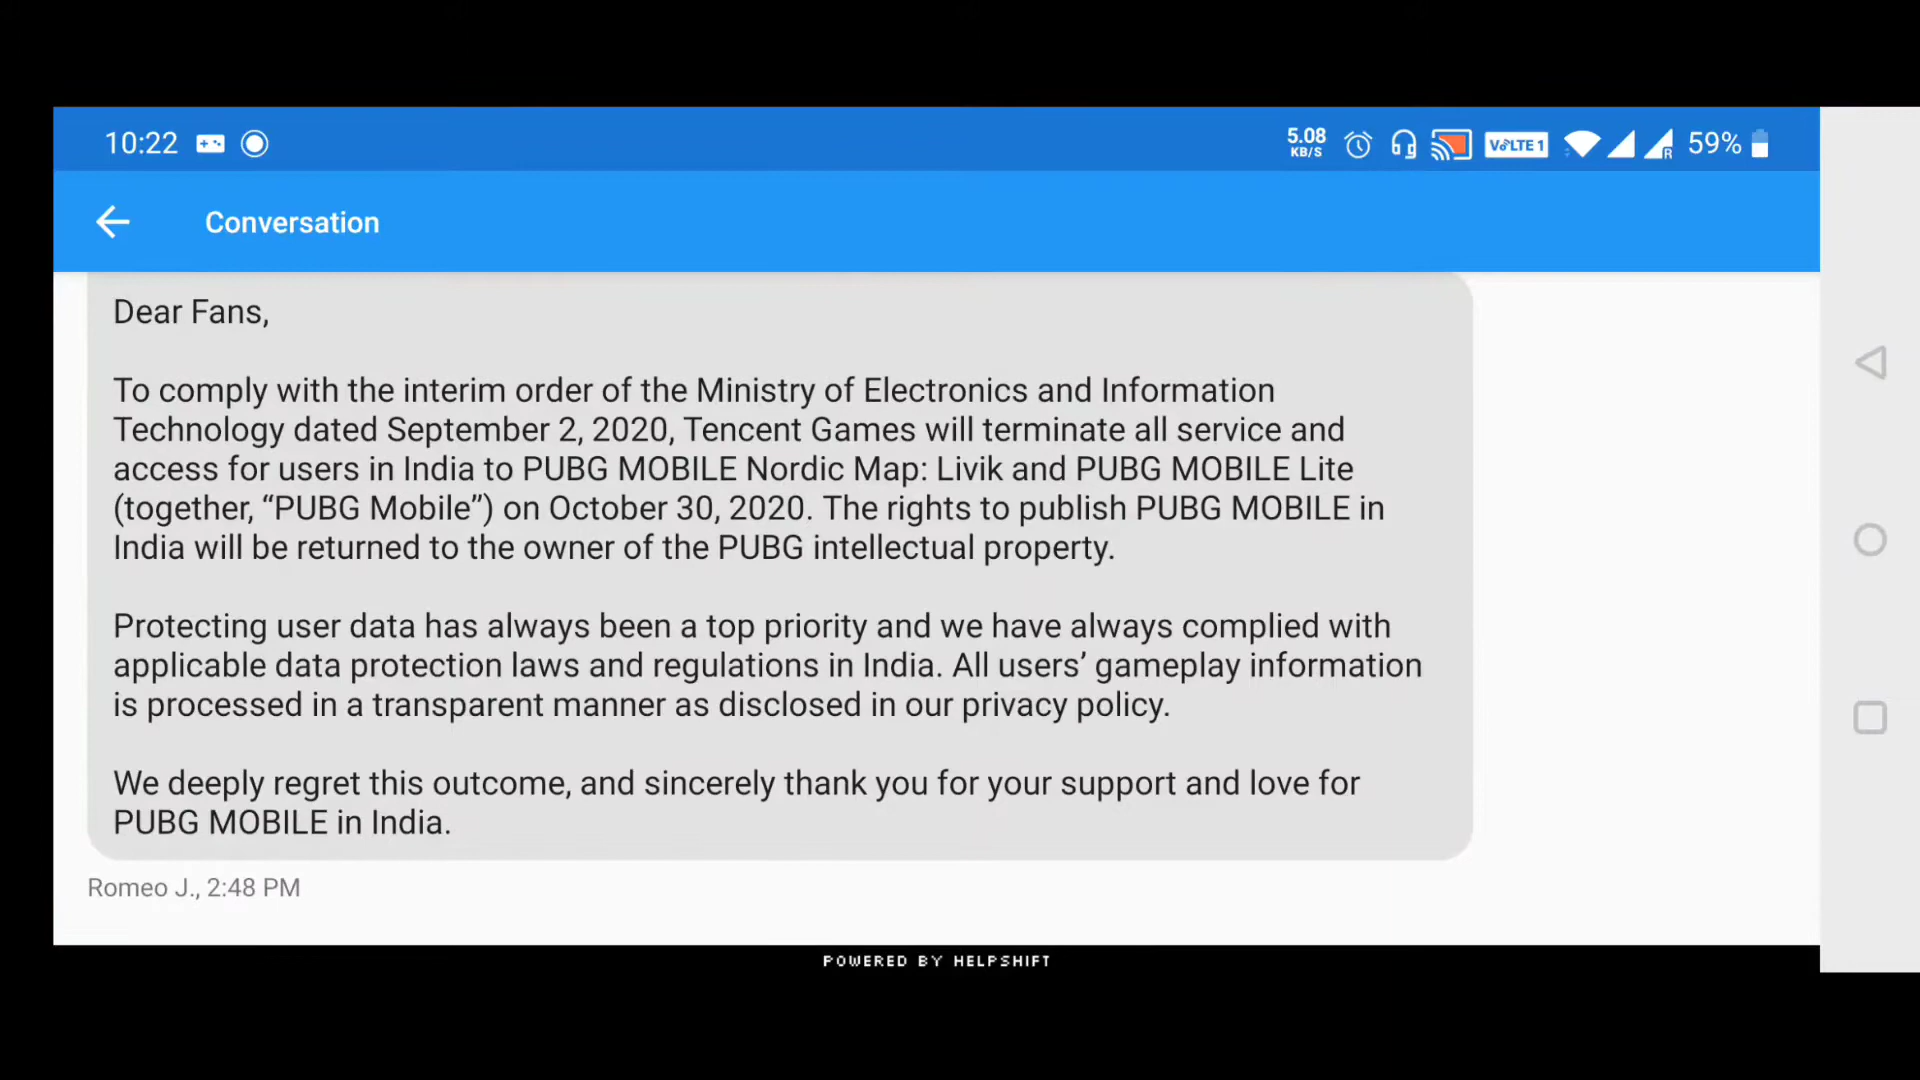 10:22
5.08
KB/S
VoLTE 1
R
59%
Conversation
Dear Fans,
To comply with the interim order of the Ministry of Electronics and Information
Technology dated September 2, 2020, Tencent Games will terminate all service and
access for users in India to PUBG MOBILE Nordic Map: Livik and PUBG MOBILE Lite
(together, “PUBG Mobile”) on October 30, 2020. The rights to publish PUBG MOBILE in
India will be returned to the owner of the PUBG intellectual property.
Protecting user data has always been a top priority and we have always complied with
applicable data protection laws and regulations in India. All users’ gameplay information
is processed in a transparent manner as disclosed in our privacy policy.
We deeply regret this outcome, and sincerely thank you for your support and love for
PUBG MOBILE in India.
Romeo J., 2:48 PM
POWERED BY HELPSHIFT